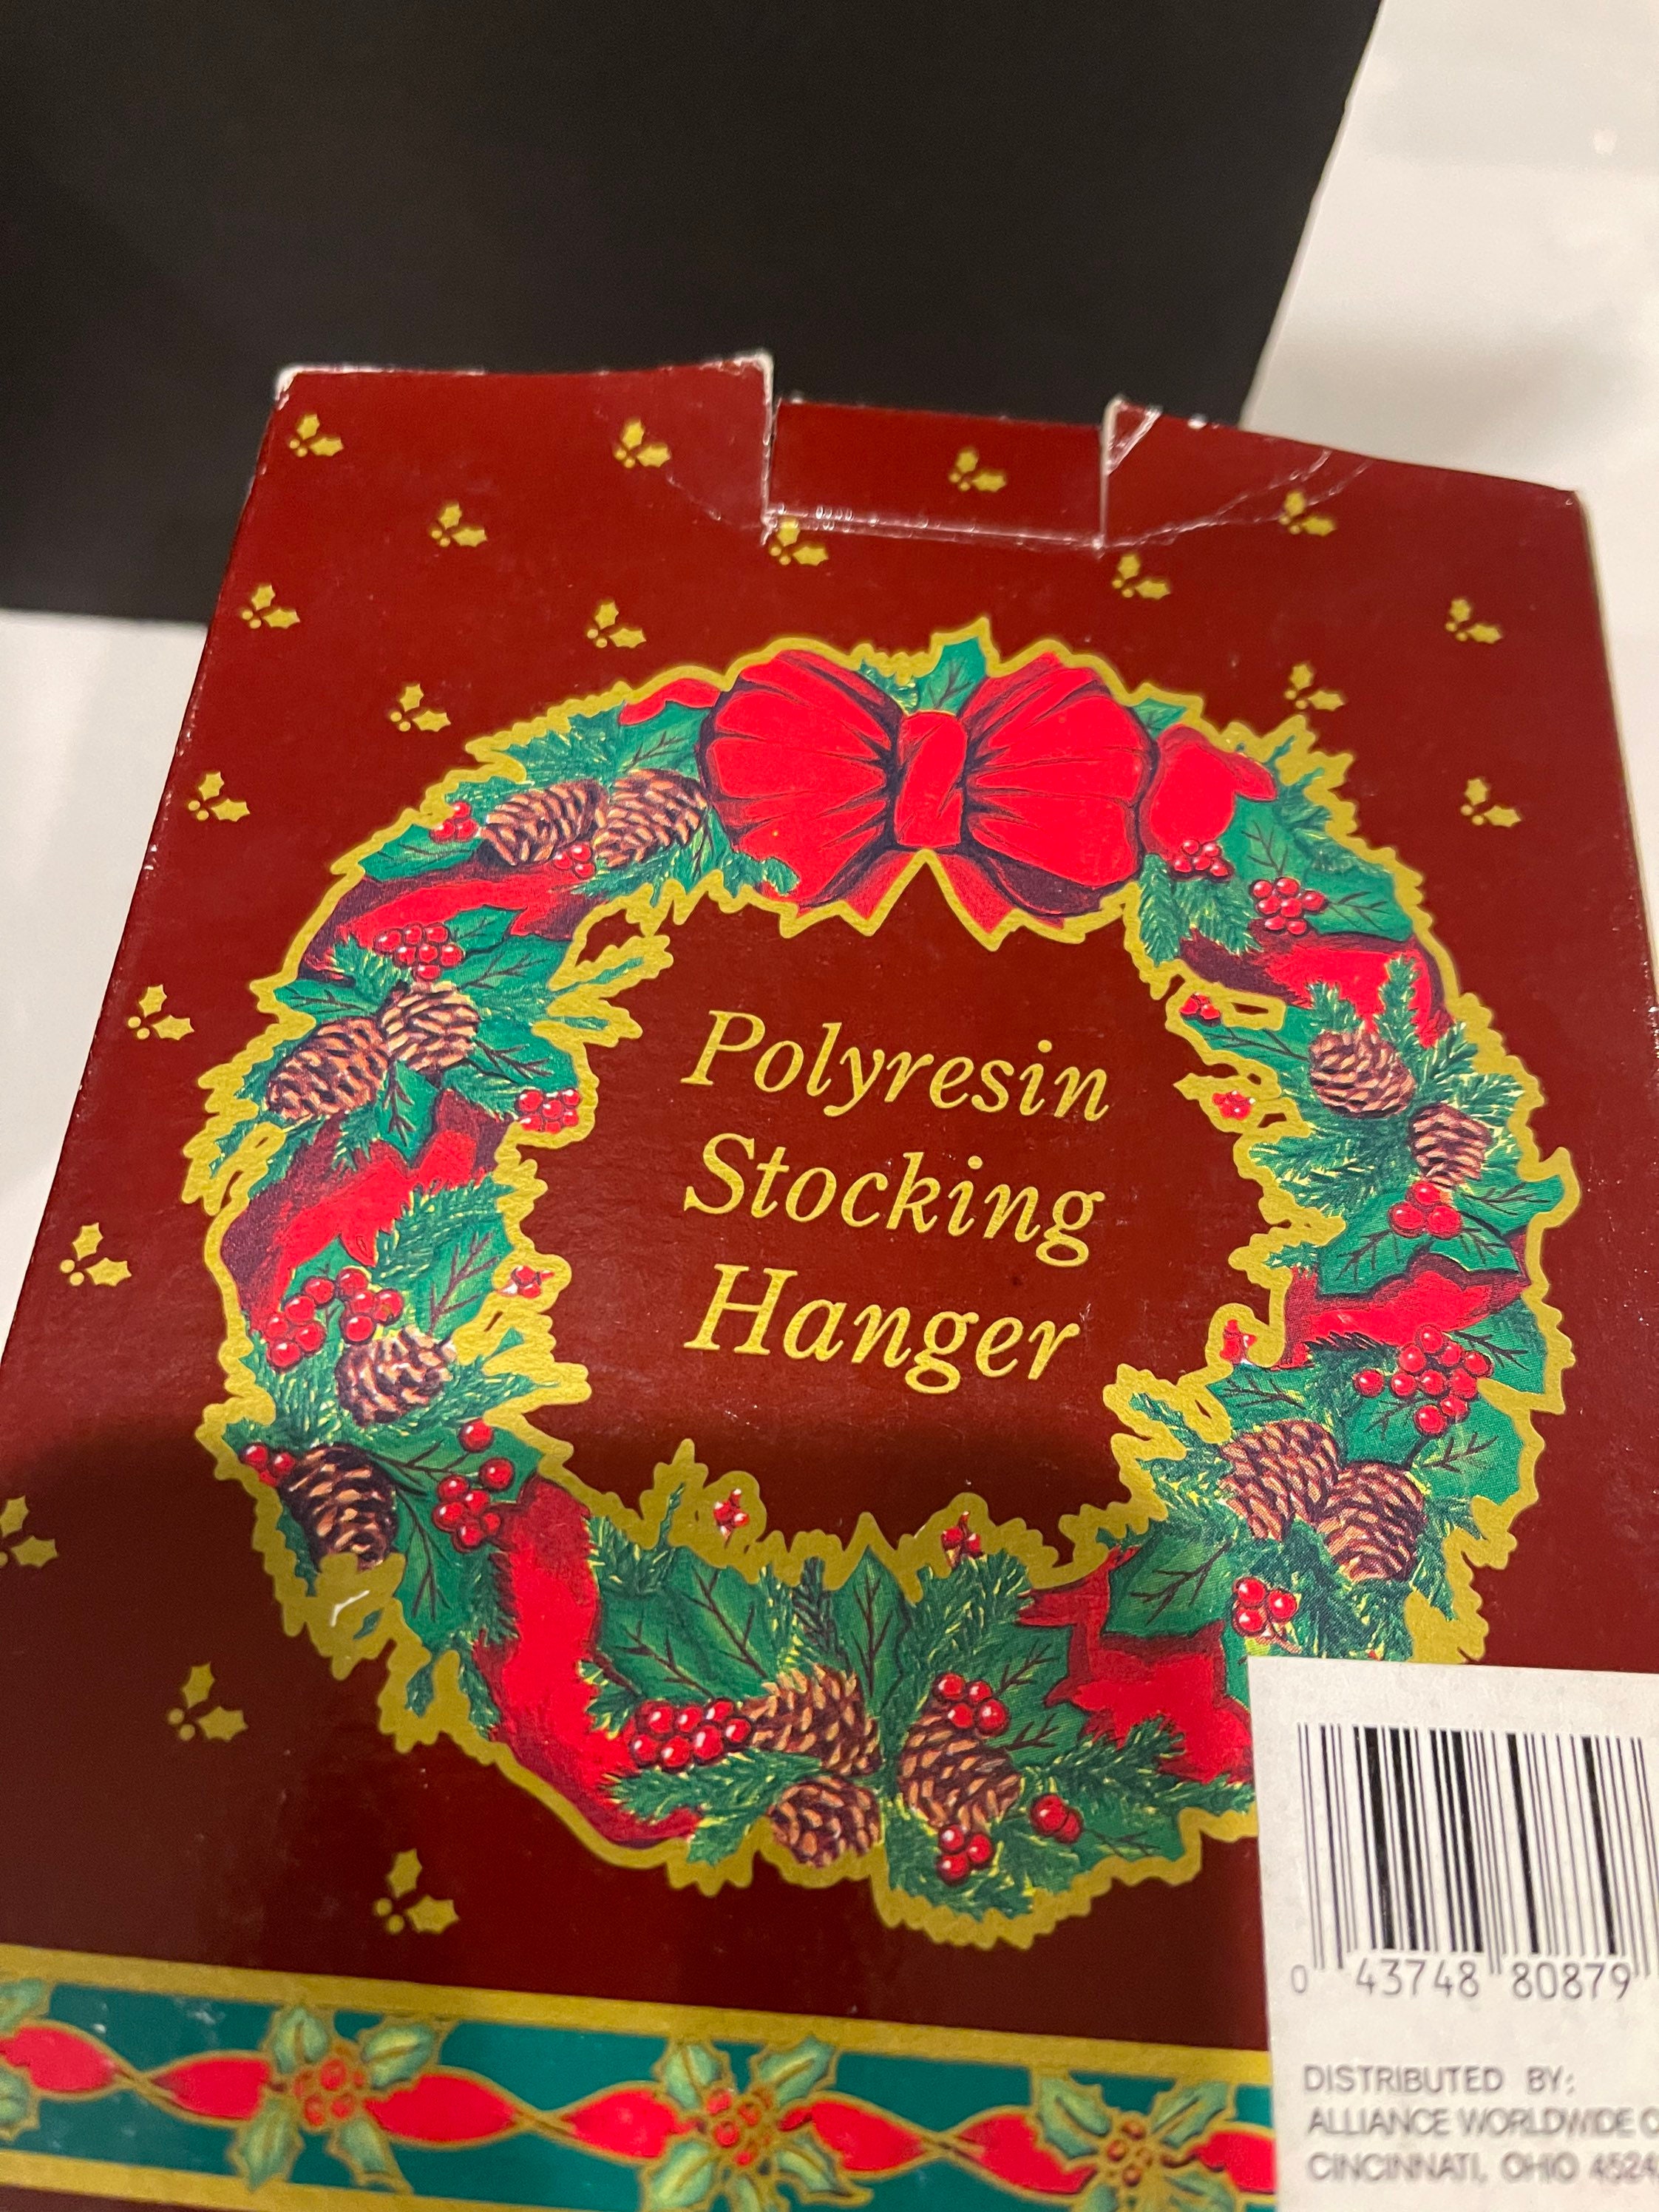 Polyresin
Stocking
Hanger
0 43748 80879
DISTRIBUTED BY:
ALLIANCE WORLDWIDE
CINCINNATI, OHIO